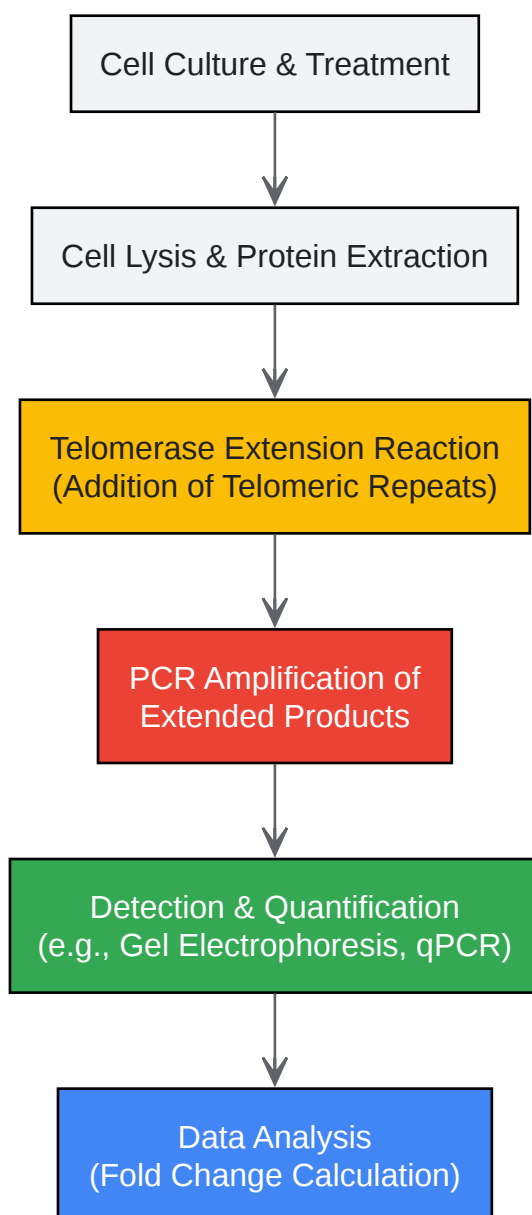 Cell Culture & Treatment
Cell Lysis & Protein Extraction
Telomerase Extension Reaction
(Addition of Telomeric Repeats)
PCR Amplification of
Extended Products
Detection & Quantification
(e.g., Gel Electrophoresis, qPCR)
Data Analysis
(Fold Change Calculation)